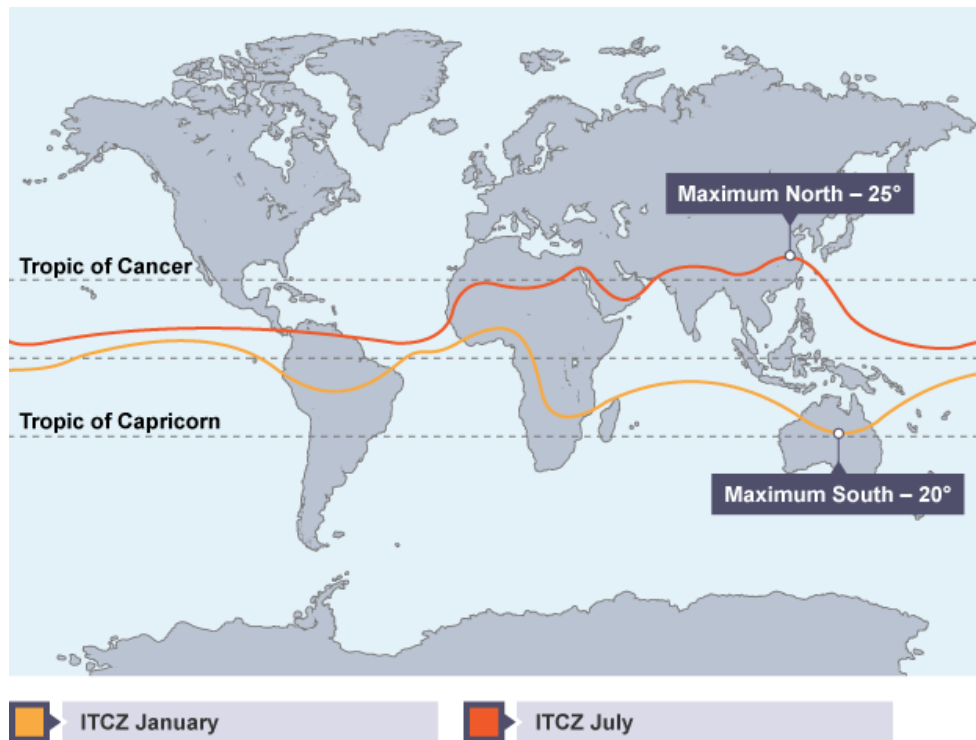 Maximum North – 25°
Tropic of Cancer
Tropic of Capricorn
Maximum South – 20°
ITCZ January
ITCZ July